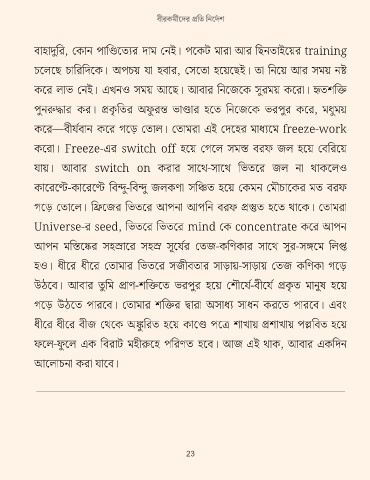 বীরকর্মীদের প্রতি নির্দেশ
বাহাদুরি, কোন পাণ্ডিত্যের দাম নেই। পকেট মারা আর ছিনতাইয়ের training
চলেছে চারিদিকে। অপচয় যা হবার, সেতো হয়েছেই। তা নিয়ে আর সময় নষ্ট
করে লাভ নেই। এখনও সময় আছে। আবার নিজেকে সুরময় করো। হৃতশক্তি
পুনরুদ্ধার কর। প্রকৃতির অফুরন্ত ভাণ্ডার হতে নিজেকে ভরপুর করে, মধুময়
করে—বীর্যবান করে গড়ে তোল। তোমরা এই দেহের মাধ্যমে freeze-work
করো। Freeze-এর switch off হয়ে গেলে সমস্ত বরফ জল হয়ে বেরিয়ে
যায়। আবার switch on করার সাথে-সাথে ভিতরে জল না থাকলেও
কারেন্টে-কারেন্টে বিন্দু-বিন্দু জলকণা সঞ্চিত হয়ে কেমন মৌচাকের মত বরফ
গড়ে তোলে। ফ্রিজের ভিতরে আপনা আপনি বরফ প্রস্তুত হতে থাকে। তোমরা
Universe-র seed, ভিতরে ভিতরে mind কে concentrate করে আপন
আপন মস্তিষ্কের সহস্রারে সহস্র সূর্যের তেজ-কণিকার সাথে সুর-সঙ্গমে লিপ্ত
হও। ধীরে ধীরে তোমার ভিতরে সজীবতার সাড়ায়-সাড়ায় তেজ কণিকা গড়ে
উঠবে। আবার তুমি প্রাণ-শক্তিতে ভরপুর হয়ে শৌর্যে-বীর্যে প্রকৃত মানুষ হয়ে
গড়ে উঠতে পারবে। তোমার শক্তির দ্বারা অসাধ্য সাধন করতে পারবে। এবং
ধীরে ধীরে বীজ থেকে অঙ্কুরিত হয়ে কাণ্ডে পত্রে শাখায় প্রশাখায় পল্লবিত হয়ে
ফলে-ফুলে এক বিরাট মহীরুহে পরিণত হবে। আজ এই থাক, আবার একদিন
আলোচনা করা যাবে।
23